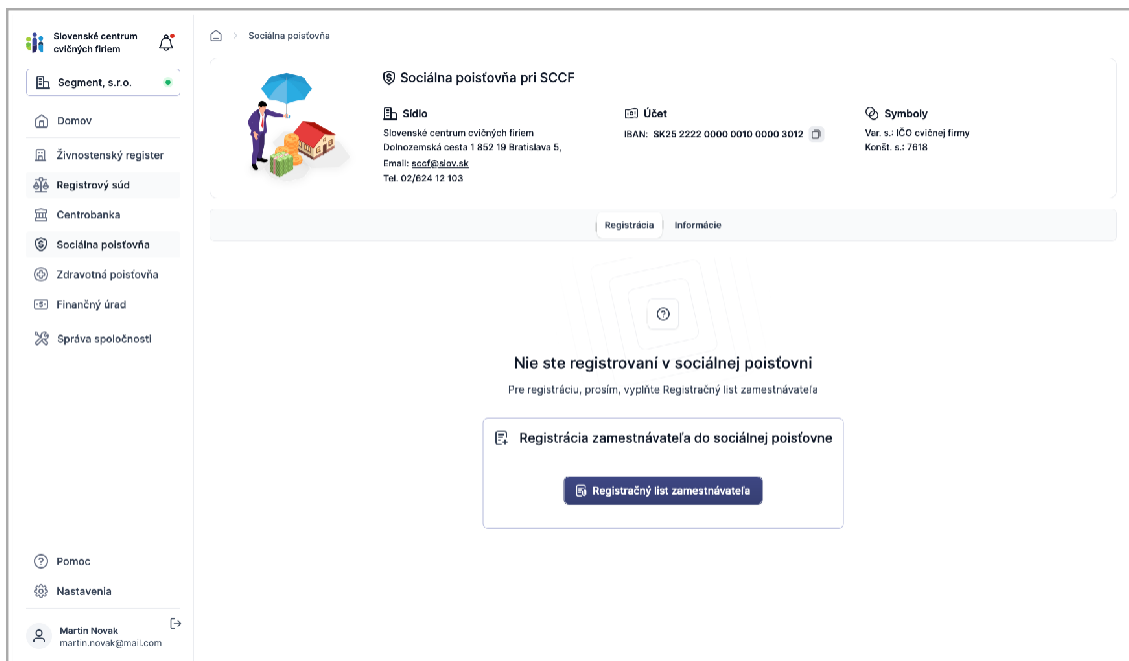 Slovenské centrum
cvičných firiem
Segment, s.r.o.
Domov
Živnostenský register
Registrový súd
Centrobanka
Sociálna poisťovňa
Zdravotná poisťovňa
Finančný úrad
Správa spoločnosti
Pomoc
Nastavenia
Martin Novak
martin.novak@mail.com
Sociálna poisťovňa
Sociálna poisťovňa pri SCCF
Sídlo
Slovenské centrum cvičných firiem
Dolnozemská cesta 1 852 19 Bratislava 5,
Email: sccf@siov.sk
Tel. 02/624 12 103
Účet
IBAN: SK25 2222 0000 0010 0000 3012
Symboly
Var. s.: IČO cvičnej firmy
Konšt. s.: 7618
Registrácia Informácie
Nie ste registrovaní v sociálnej poisťovni
Pre registráciu, prosím, vyplňte Registračný list zamestnávateľa
Registrácia zamestnávateľa do sociálnej poisťovne
Registračný list zamestnávateľa